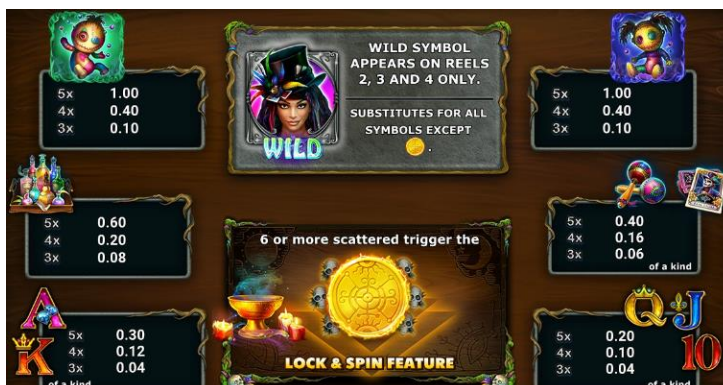 5x 1.00
4x 0.40
3x 0.10
WILD SYMBOL
APPEARS ON REELS
2, 3 AND 4 ONLY.
SUBSTITUTES FOR ALL
SYMBOLS EXCEPT
.
WILD
5x 1.00
4x 0.40
3x 0.10
5x 0.60
4x 0.20
3x 0.08
6 or more scattered trigger the
LOCK & SPIN FEATURE
5x 0.40
4x 0.16
3x 0.06
of a kind
A
K
5x 0.30
4x 0.12
3x 0.04
of a kind
Q J
10
5x 0.20
4x 0.10
3x 0.04
of a kind